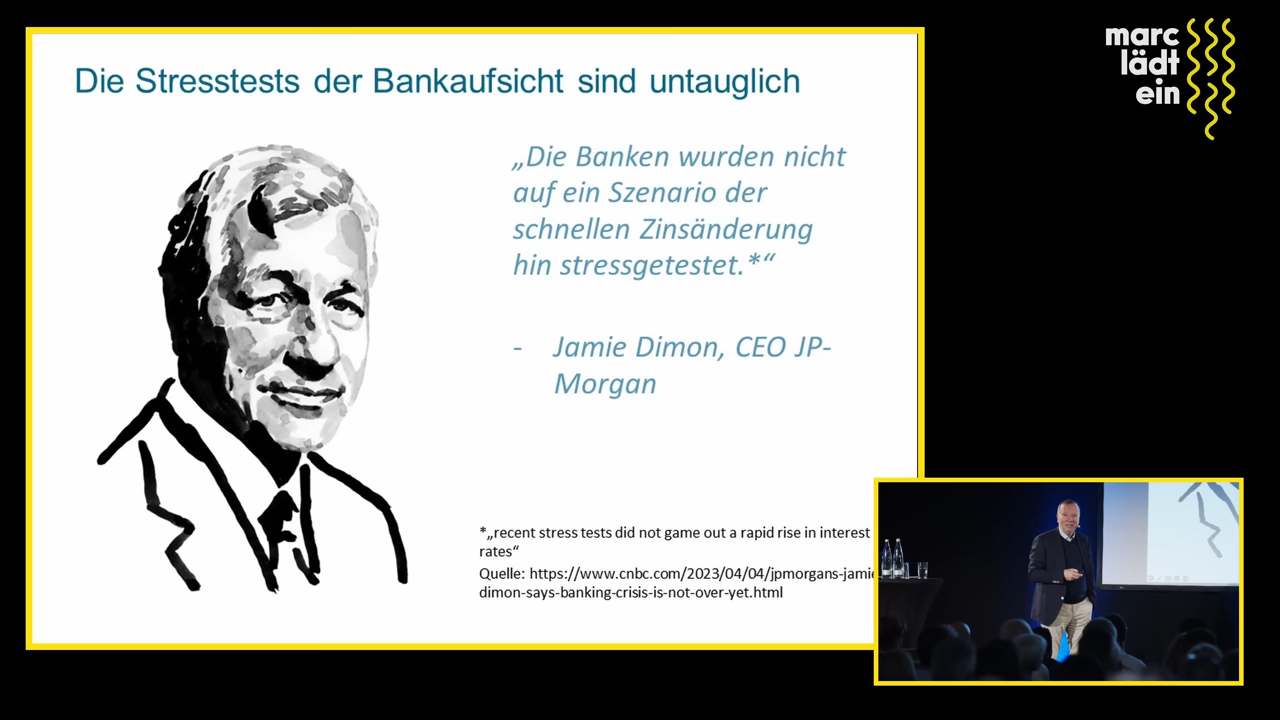 Die Stresstests der Bankaufsicht sind untauglich
„Die Banken wurden nicht
auf ein Szenario der
schnellen Zinsänderung
hin stressgetestet.*“
- Jamie Dimon, CEO JP-
Morgan
*„recent stress tests did not game out a rapid rise in interest
rates“
Quelle: https://www.cnbc.com/2023/04/04/jpmorgans-jamie
dimon-says-banking-crisis-is-not-over-yet.html
marc
lädt
ein